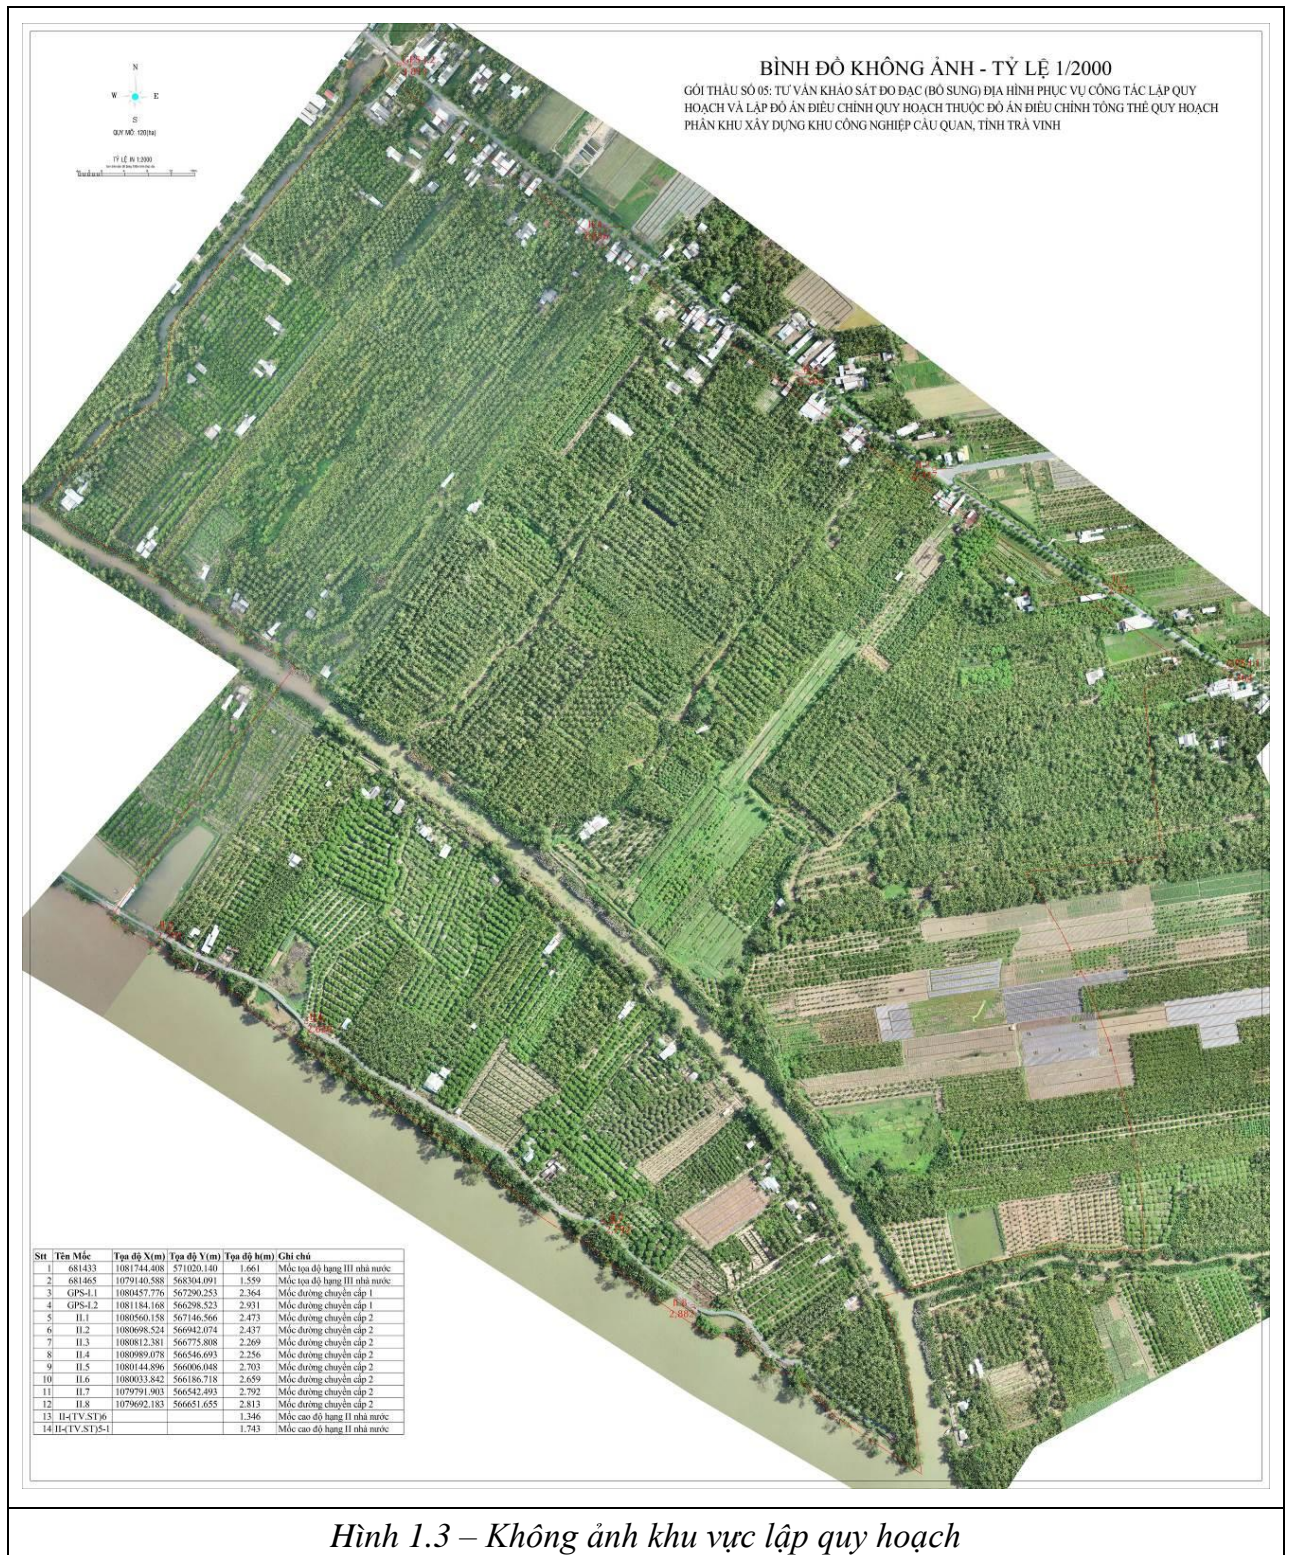 BÌNH ĐỒ KHÔNG ẢNH - TỶ LỆ 1/2000
GÓI THẦU SỐ 05: TƯ VẤN KHẢO SÁT ĐO ĐẠC (BỔ SUNG) ĐỊA HÌNH PHỤC VỤ CÔNG TÁC LẬP QUY
HOẠCH VÀ LẬP ĐỒ ÁN ĐIỀU CHỈNH QUY HOẠCH THUỘC ĐỒ ÁN ĐIỀU CHỈNH TỔNG THỂ QUY HOẠCH
PHÂN KHU XÂY DỰNG KHU CÔNG NGHIỆP CẦU QUAN, TỈNH TRÀ VINH
N
W E
S
QUY MÔ: 120(ha)
TỶ LỆ IN 1:2000
II.8
2.883
Stt Tên Mốc Tọa độ X(m) Tọa độ Y(m) Tọa độ h(m) Ghi chú
1 681433 1081744.408 571020.140 1.661 Mốc tọa độ hạng III nhà nước
2 681465 1079140.588 568304.091 1.559 Mốc tọa độ hạng III nhà nước
3 GPS-I.1 1080457.776 567290.253 2.364 Mốc đường chuyền cấp 1
4 GPS-I.2 1081184.168 566298.523 2.931 Mốc đường chuyền cấp 1
5 II.1 1080560.158 567146.566 2.473 Mốc đường chuyền cấp 2
6 II.2 1080698.524 566942.074 2.437 Mốc đường chuyền cấp 2
7 II.3 1080812.381 566775.808 2.269 Mốc đường chuyền cấp 2
8 II.4 1080989.078 566546.693 2.256 Mốc đường chuyền cấp 2
9 II.5 1080144.896 566006.048 2.703 Mốc đường chuyền cấp 2
10 II.6 1080033.842 566186.718 2.659 Mốc đường chuyền cấp 2
11 II.7 1079791.903 566542.493 2.792 Mốc đường chuyền cấp 2
12 II.8 1079692.183 566651.655 2.813 Mốc đường chuyền cấp 2
13 II-(TV.ST)6 1.346 Mốc cao độ hạng II nhà nước
14 II-(TV.ST)5-1 1.743 Mốc cao độ hạng II nhà nước
Hình 1.3 – Không ảnh khu vực lập quy hoạch